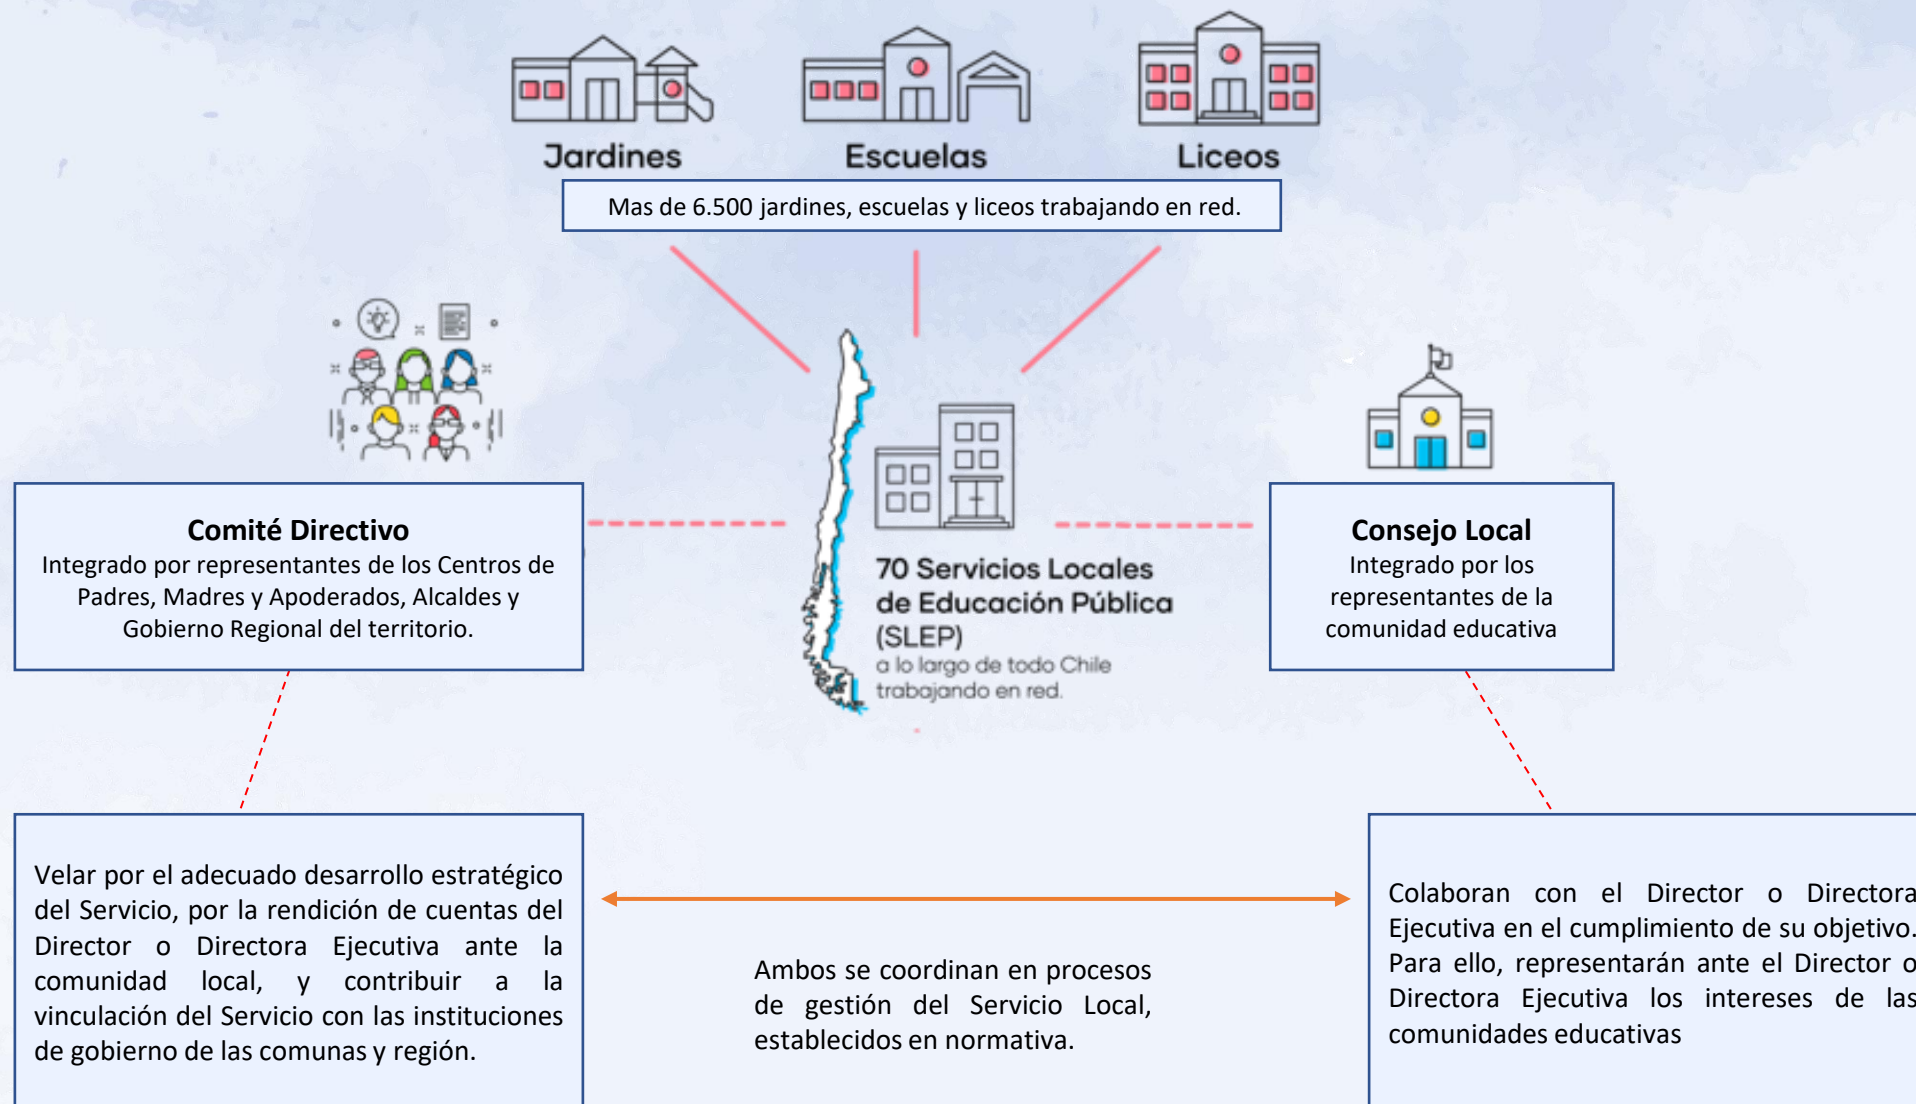 Jardines
Escuelas
Liceos
Mas de 6.500 jardines, escuelas y liceos trabajando en red.
Comité Directivo
Integrado por representantes de los Centros de
Padres, Madres y Apoderados, Alcaldes y
Gobierno Regional del territorio.
70 Servicios Locales
de Educación Pública
(SLEP)
a lo largo de todo Chile
trabajando en red.
Consejo Local
Integrado por los
representantes de la
comunidad educativa
Velar por el adecuado desarrollo estratégico
del Servicio, por la rendición de cuentas del
Director o Directora Ejecutiva ante la
comunidad local, y contribuir a la
vinculación del Servicio con las instituciones
de gobierno de las comunas y región.
Ambos se coordinan en procesos
de gestión del Servicio Local,
establecidos en normativa.
Colaboran con el Director o Directora
Ejecutiva en el cumplimiento de su objetivo.
Para ello, representarán ante el Director o
Directora Ejecutiva los intereses de las
comunidades educativas